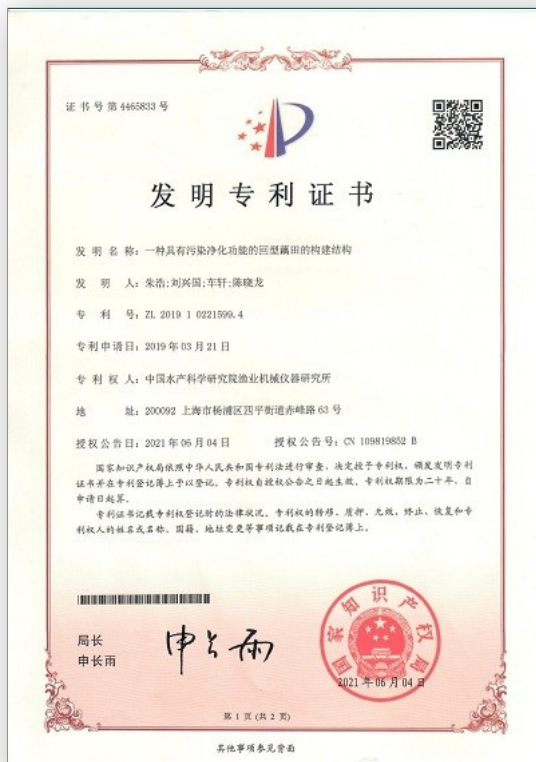 证书号第4465833号
发明专利证书
发明名称：一种具有污染净化功能的回型藕田的构建结构
发明人：朱浩;刘兴国;车轩;陈晓龙
专利号：ZL 2019 1 0221599.4
专利申请日：2019年03月21日
专利权人：中国水产科学研究院渔业机械仪器研究所
地址：200092 上海市杨浦区四平街道赤峰路63号
授权公告日：2021年06月04日 授权公告号：CN 109819852 B
国家知识产权局依照中华人民共和国专利法进行审查，决定授予专利权，颁发发明专利
证书并在专利登记簿上予以登记。专利权自授权公告之日起生效。专利权期限为二十年，自
申请日起算。
专利证书记载专利权登记时的法律状况。专利权的转移、质押、无效、终止、恢复和专
利权人的姓名或名称、国籍、地址变更等事项记载在专利登记簿上。
局长
申长雨
申长雨
国家知识产权局
2021年06月04日
第1页(共2页)
其他事项参见背面